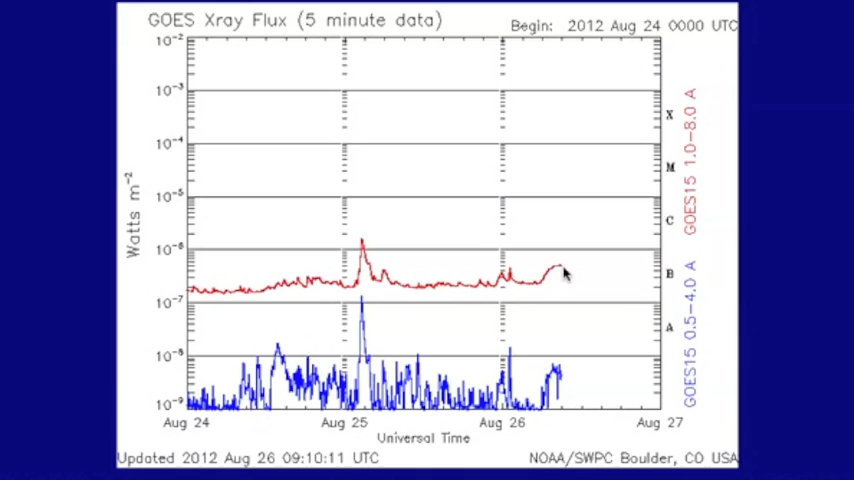 GOES Xray Flux (5 minute data)
Begin: 2012 Aug 24 0000 UTC
10⁻²
10⁻³
10⁻⁴
10⁻⁵
10⁻⁶
10⁻⁷
10⁻⁸
10⁻⁹
Watts m⁻²
X
M
C
B
A
GOES15 1.0-8.0 A
GOES15 0.5-4.0 A
Aug 24
Aug 25
Aug 26
Aug 27
Universal Time
Updated 2012 Aug 26 09:10:11 UTC
NOAA/SWPC Boulder, CO USA